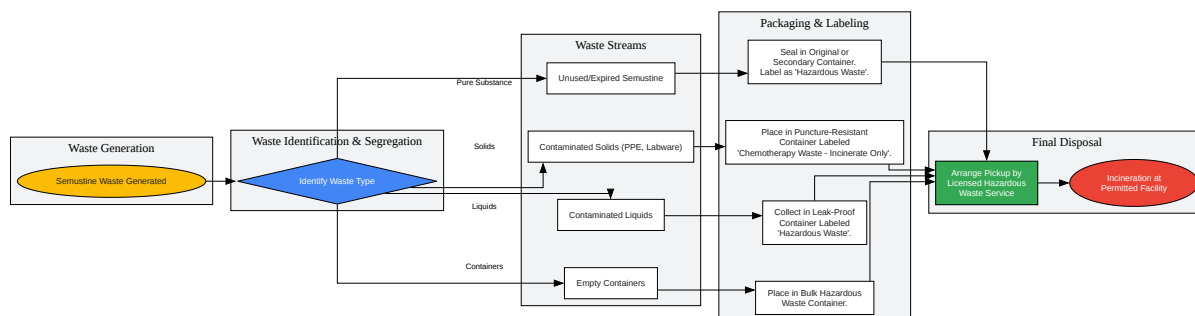 Waste Generation
Semustine Waste Generated
Waste Identification & Segregation
Identify Waste Type
Pure Substance
Solids
Liquids
Containers
Waste Streams
Unused/Expired Semustine
Contaminated Solids (PPE, Labware)
Contaminated Liquids
Empty Containers
Packaging & Labeling
Seal in Original or
Secondary Container.
Label as 'Hazardous Waste'.
Place in Puncture-Resistant
Container Labeled
'Chemotherapy Waste - Incinerate Only'.
Collect in Leak-Proof
Container Labeled
'Hazardous Waste'.
Place in Bulk Hazardous
Waste Container.
Final Disposal
Arrange Pickup by
Licensed Hazardous
Waste Service
Incineration at
Permitted Facility